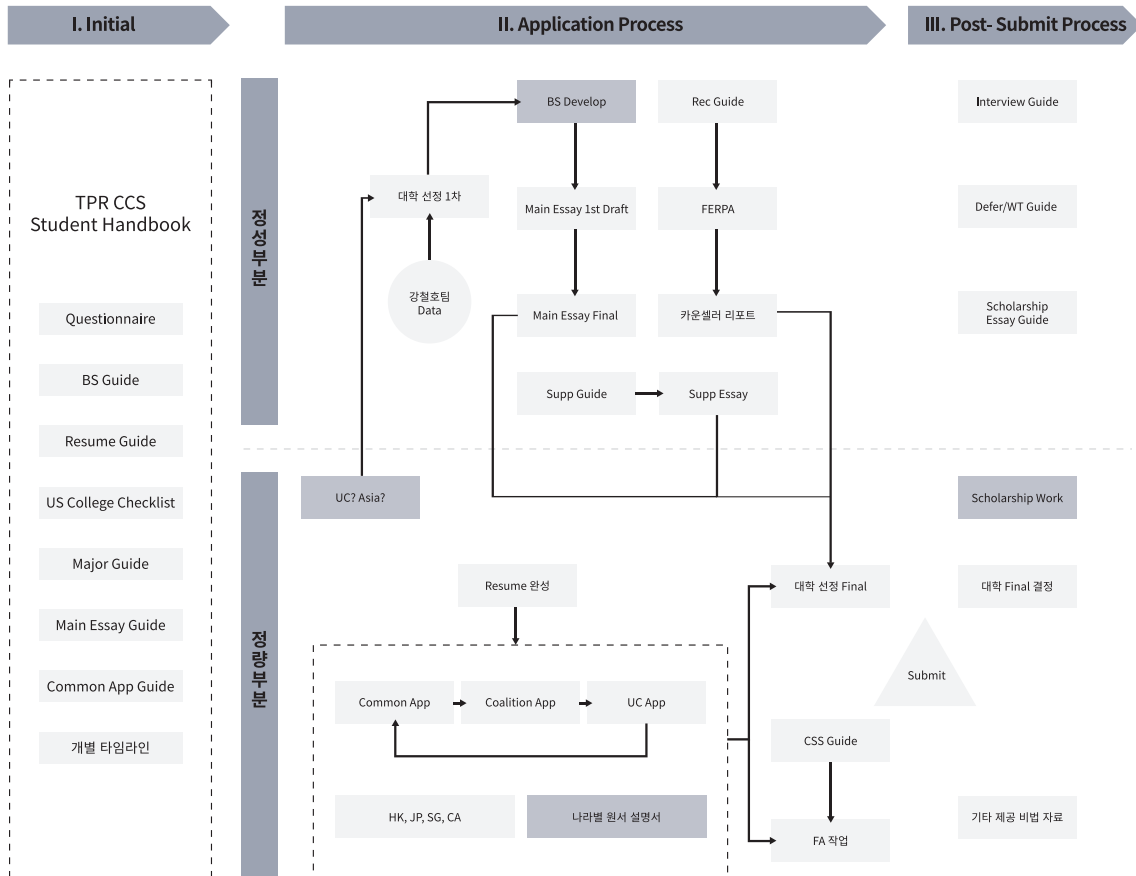 I. Initial
II. Application Process
III. Post- Submit Process
TPR CCS
Student Handbook
Questionnaire
BS Guide
Resume Guide
US College Checklist
Major Guide
Main Essay Guide
Common App Guide
개별 타임라인
정성부분
BS Develop
Rec Guide
대학 선정 1차
Main Essay 1st Draft
FERPA
강철호팀
Data
Main Essay Final
카운셀러 리포트
Supp Guide
Supp Essay
Interview Guide
Defer/WT Guide
Scholarship
Essay Guide
정량부분
UC? Asia?
Resume 완성
Common App
Coalition App
UC App
HK, JP, SG, CA
나라별 원서 설명서
대학 선정 Final
CSS Guide
FA 작업
Scholarship Work
대학 Final 결정
Submit
기타 제공 비법 자료